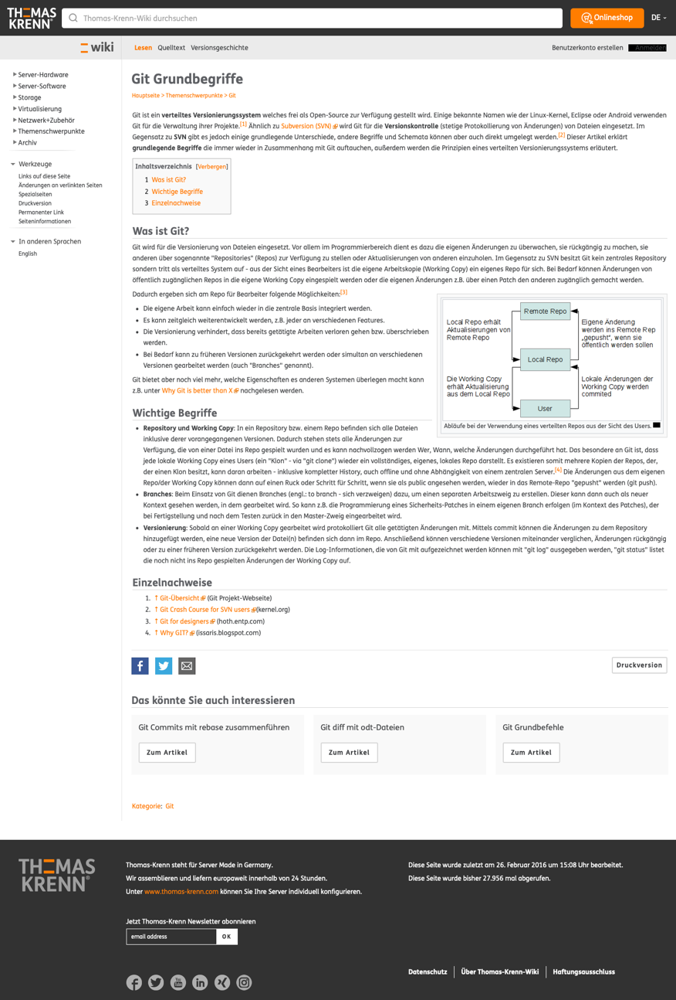 THOMAS KRENN®
Thomas-Krenn-Wiki durchsuchen
Onlineshop
DE
wiki
Lesen Quelltext Versionsgeschichte
Benutzerkonto erstellen Anmelden
Server-Hardware
Server-Software
Storage
Virtualisierung
Netzwerk+Zubehör
Themenschwerpunkte
Archiv
Werkzeuge
Links auf diese Seite
Änderungen an verlinkten Seiten
Spezialseiten
Druckversion
Permanenter Link
Seiteninformationen
In anderen Sprachen
English
Git Grundbegriffe
Hauptseite > Themenschwerpunkte > Git
Git ist ein verteiltes Versionierungssystem welches frei als Open-Source zur Verfügung gestellt wird. Einige bekannte Namen wie der Linux-Kernel, Eclipse oder Android verwenden
Git für die Verwaltung ihrer Projekte.[1] Ähnlich zu Subversion (SVN) wird Git für die Versionskontrolle (stetige Protokollierung von Änderungen) von Dateien eingesetzt. Im
Gegensatz zu SVN gibt es jedoch einige grundlegende Unterschiede, andere Begriffe und Schemata können aber auch direkt umgelegt werden.[2] Dieser Artikel erklärt
grundlegende Begriffe die immer wieder in Zusammenhang mit Git auftauchen, außerdem werden die Prinzipien eines verteilten Versionierungssystems erläutert.
Inhaltsverzeichnis [Verbergen]
1 Was ist Git?
2 Wichtige Begriffe
3 Einzelnachweise
Was ist Git?
Git wird für die Versionierung von Dateien eingesetzt. Vor allem im Programmierbereich dient es dazu die eigenen Änderungen zu überwachen, sie rückgängig zu machen, sie
anderen über sogenannte "Repositories" (Repos) zur Verfügung zu stellen oder Aktualisierungen von anderen einzuholen. Im Gegensatz zu SVN besitzt Git kein zentrales Repository
sondern tritt als verteiltes System auf - aus der Sicht eines Bearbeiters ist die eigene Arbeitskopie (Working Copy) ein eigenes Repo für sich. Bei Bedarf können Änderungen von
öffentlich zugänglichen Repos in die eigene Working Copy eingespielt werden oder die eigenen Änderungen z.B. über einen Patch den anderen zugänglich gemacht werden.
Dadurch ergeben sich am Repo für Bearbeiter folgende Möglichkeiten:[3]
Die eigene Arbeit kann einfach wieder in die zentrale Basis integriert werden.
Es kann zeitgleich weiterentwickelt werden, z.B. jeder an verschiedenen Features.
Die Versionierung verhindert, dass bereits getätigte Arbeiten verloren gehen bzw. überschrieben
werden.
Bei Bedarf kann zu früheren Versionen zurückgekehrt werden oder simultan an verschiedenen
Versionen gearbeitet werden (auch "Branches" genannt).
Git bietet aber noch viel mehr, welche Eigenschaften es anderen Systemen überlegen macht kann
z.B. unter Why Git is better than X nachgelesen werden.
Remote Repo
Local Repo erhält
Aktualisierungen von
Remote Repo
Eigene Änderung
werden ins Remote Rep
„gepusht", wenn sie
öffentlich werden sollen
Local Repo
Die Working Copy
erhält Aktualisierung
aus dem Local Repo
Lokale Änderungen der
Working Copy werden
commited
User
Abläufe bei der Verwendung eines verteilten Repos aus der Sicht des Users.
Wichtige Begriffe
Repository und Working Copy: In ein Repository bzw. einem Repo befinden sich alle Dateien
inklusive derer vorangegangenen Versionen. Dadurch stehen stets alle Änderungen zur
Verfügung, die von einer Datei ins Repo gespielt wurden und es kann nachvollzogen werden Wer, Wann, welche Änderungen durchgeführt hat. Das besondere an Git ist, dass
jede lokale Working Copy eines Users (ein "Klon" - via "git clone") wieder ein vollständiges, eigenes, lokales Repo darstellt. Es existieren somit mehrere Kopien der Repos, der,
der einen Klon besitzt, kann daran arbeiten - inklusive kompletter History, auch offline und ohne Abhängigkeit von einem zentralen Server.[4] Die Änderungen aus dem eigenen
Repo/der Working Copy können dann auf einen Ruck oder Schritt für Schritt, wenn sie als public angesehen werden, wieder in das Remote-Repo "gepusht" werden (git push).
Branches: Beim Einsatz von Git dienen Branches (engl.: to branch - sich verzweigen) dazu, um einen separaten Arbeitszweig zu erstellen. Dieser kann dann auch als neuer
Kontext gesehen werden, in dem gearbeitet wird. So kann z.B. die Programmierung eines Sicherheits-Patches in einem eigenen Branch erfolgen (im Kontext des Patches), der
bei Fertigstellung und nach dem Testen zurück in den Master-Zweig eingearbeitet wird.
Versionierung: Sobald an einer Working Copy gearbeitet wird protokolliert Git alle getätigten Änderungen mit. Mittels commit können die Änderungen zu dem Repository
hinzugefügt werden, eine neue Version der Datei(n) befinden sich dann im Repo. Anschließend können verschiedene Versionen miteinander verglichen, Änderungen rückgängig
oder zu einer früheren Version zurückgekehrt werden. Die Log-Informationen, die von Git mit aufgezeichnet werden können mit "git log" ausgegeben werden, "git status" listet
die noch nicht ins Repo gespielten Änderungen der Working Copy auf.
Einzelnachweise
1. ↑ Git-Übersicht (Git Projekt-Webseite)
2. ↑ Git Crash Course for SVN users (kernel.org)
3. ↑ Git for designers (hoth.entp.com)
4. ↑ Why GIT? (issaris.blogspot.com)
Druckversion
Das könnte Sie auch interessieren
Git Commits mit rebase zusammenführen
Zum Artikel
Git diff mit odt-Dateien
Zum Artikel
Git Grundbefehle
Zum Artikel
Kategorie: Git
THOMAS KRENN®
Thomas-Krenn steht für Server Made in Germany.
Wir assemblieren und liefern europaweit innerhalb von 24 Stunden.
Unter www.thomas-krenn.com können Sie Ihre Server individuell konfigurieren.
Diese Seite wurde zuletzt am 26. Februar 2016 um 15:08 Uhr bearbeitet.
Diese Seite wurde bisher 27.956 mal abgerufen.
Jetzt Thomas-Krenn Newsletter abonnieren
email address OK
Datenschutz Über Thomas-Krenn-Wiki Haftungsausschluss